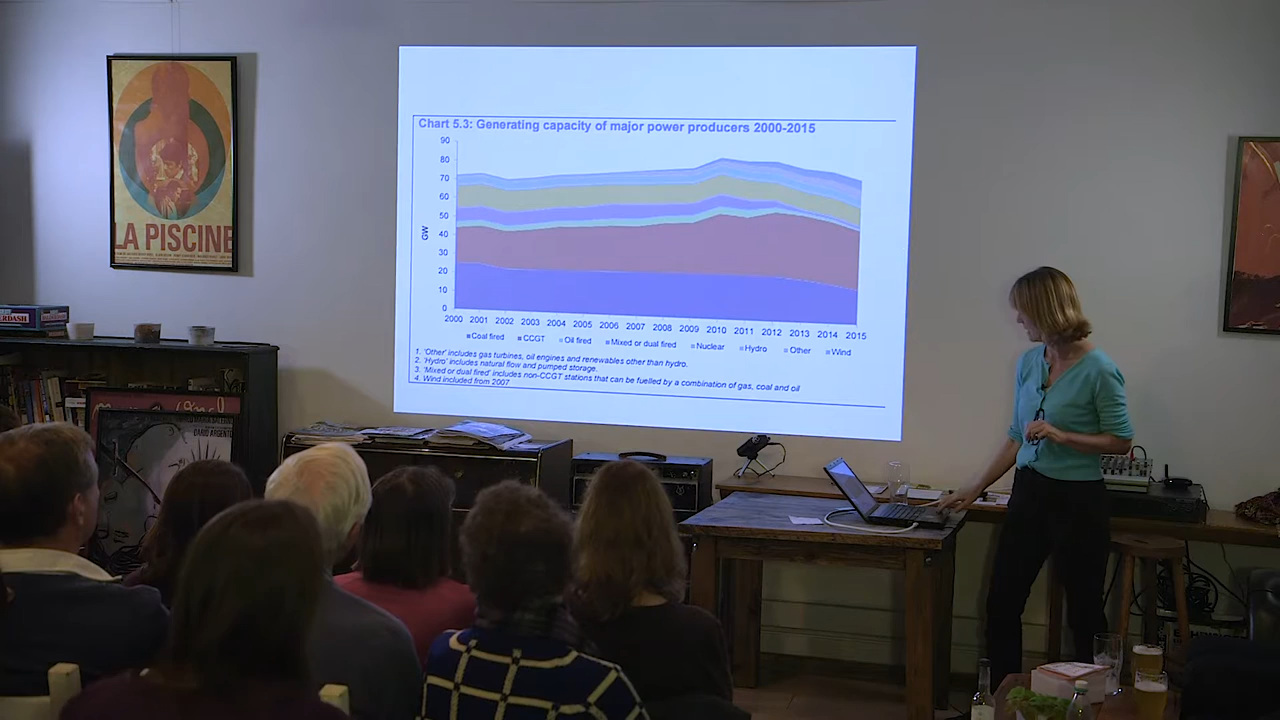 LA PISCINE
Chart 5.3: Generating capacity of major power producers 2000-2015
90
80
70
60
50
40
30
20
10
0
GW
2000 2001 2002 2003 2004 2005 2006 2007 2008 2009 2010 2011 2012 2013 2014 2015
Coal fired CCGT Oil fired Mixed or dual fired Nuclear Hydro Other Wind
1. 'Other' includes gas turbines, oil engines and renewables other than hydro.
2. 'Hydro' includes natural flow and pumped storage.
3. 'Mixed or dual fired' includes non-CCGT stations that can be fuelled by a combination of gas, coal and oil
4. Wind included from 2007
DARIO ARGENTO